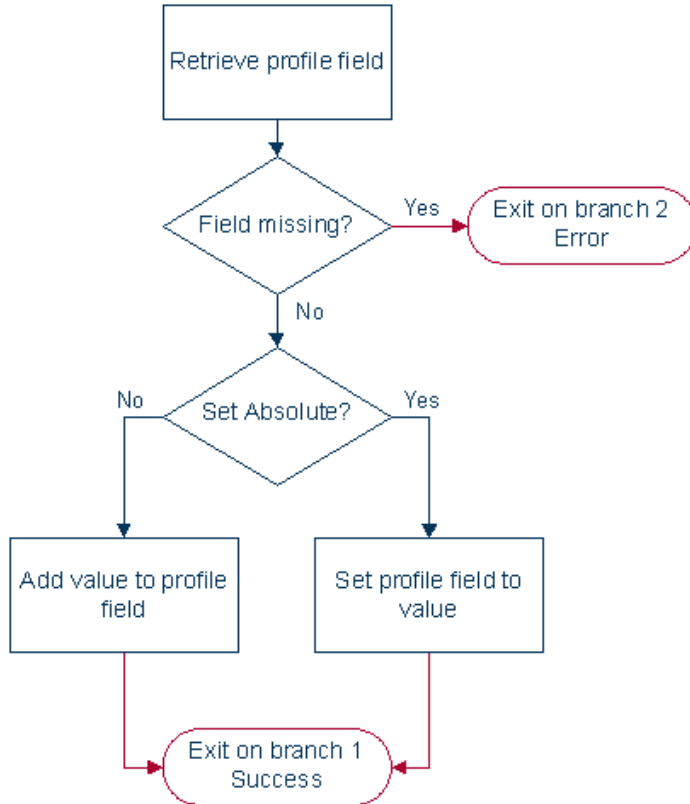 Retrieve profile field
Field missing?
Yes
Exit on branch 2
Error
No
No
Set Absolute?
Yes
Add value to profile
field
Set profile field to
value
Exit on branch 1
Success